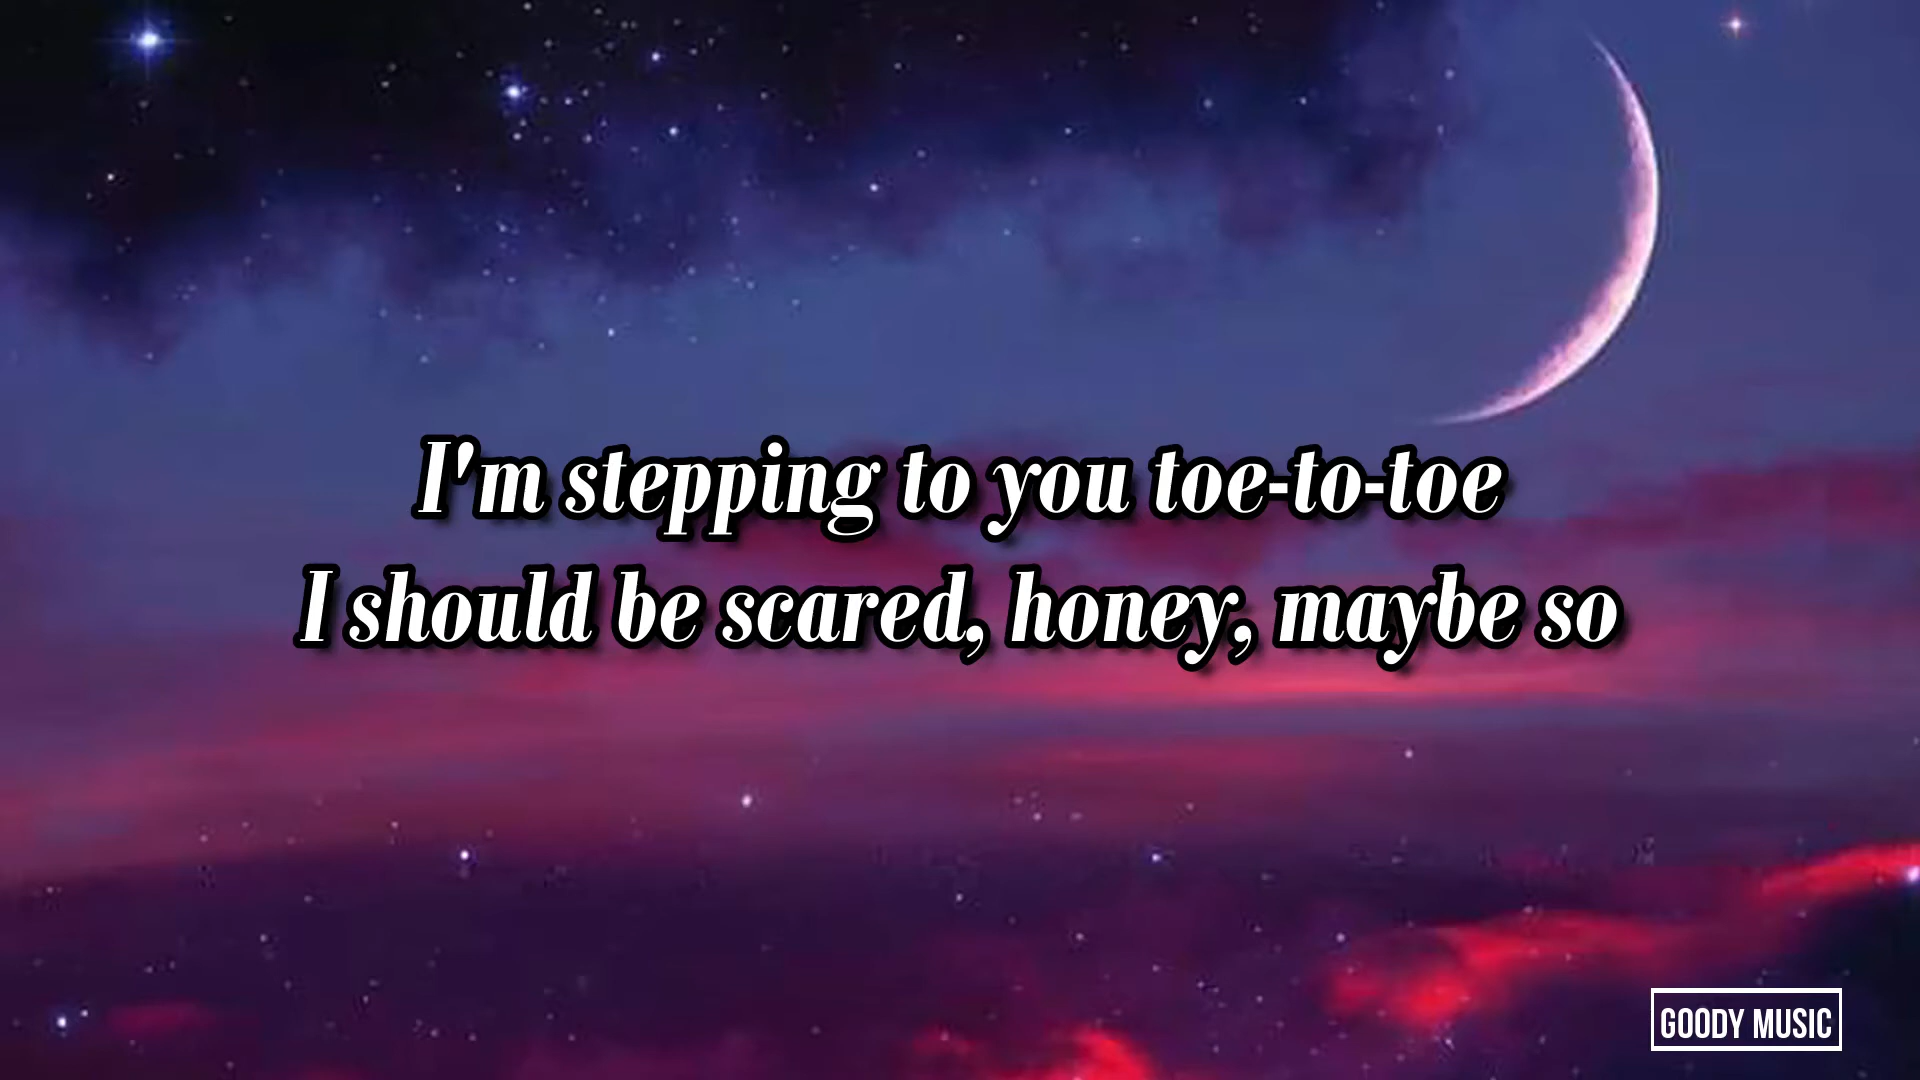 I'm stepping to you toe-to-toe
I should be scared, honey, maybe so
GOODY MUSIC